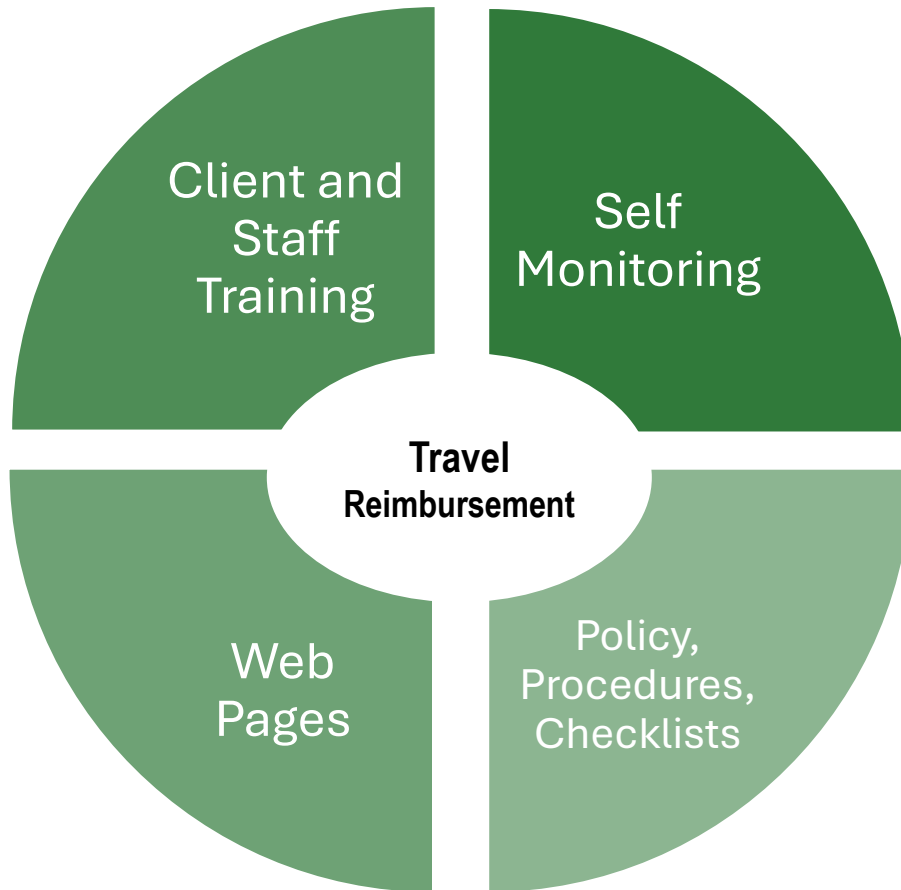 Client and
Staff
Training
Self
Monitoring
Travel
Reimbursement
Web
Pages
Policy,
Procedures,
Checklists